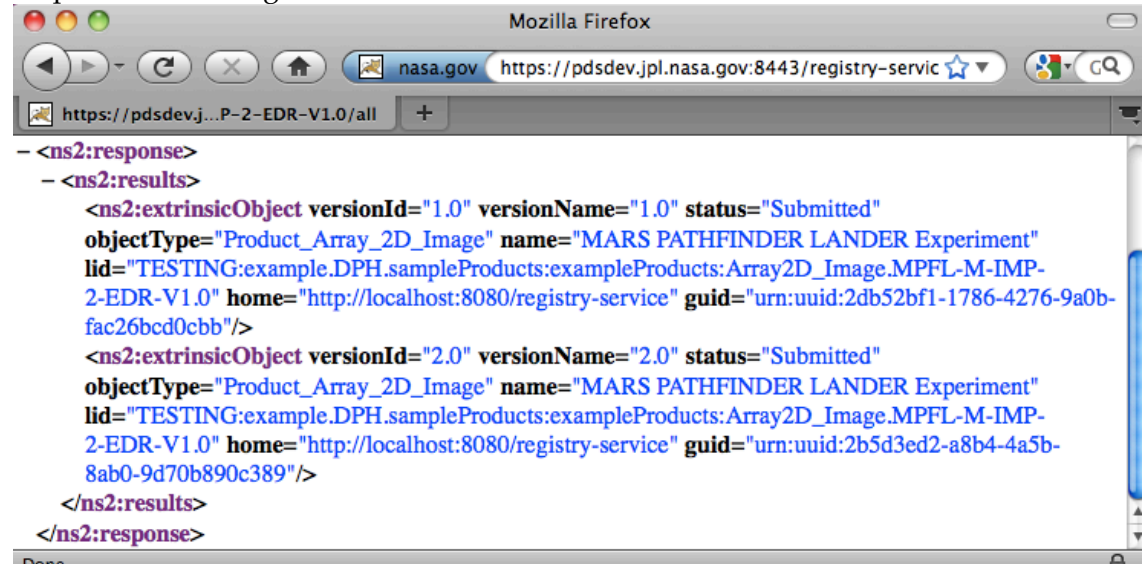 Mozilla Firefox
nasa.gov https://pdsdev.jpl.nasa.gov:8443/registry-servic
https://pdsdev.j...P-2-EDR-V1.0/all +
– <ns2:response>
– <ns2:results>
<ns2:extrinsicObject versionId="1.0" versionName="1.0" status="Submitted"
objectType="Product_Array_2D_Image" name="MARS PATHFINDER LANDER Experiment"
lid="TESTING:example.DPH.sampleProducts:exampleProducts:Array2D_Image.MPFL-M-IMP-
2-EDR-V1.0" home="http://localhost:8080/registry-service" guid="urn:uuid:2db52bf1-1786-4276-9a0b-
fac26bcd0cbb"/>
<ns2:extrinsicObject versionId="2.0" versionName="2.0" status="Submitted"
objectType="Product_Array_2D_Image" name="MARS PATHFINDER LANDER Experiment"
lid="TESTING:example.DPH.sampleProducts:exampleProducts:Array2D_Image.MPFL-M-IMP-
2-EDR-V1.0" home="http://localhost:8080/registry-service" guid="urn:uuid:2b5d3ed2-a8b4-4a5b-
8ab0-9d70b890c389"/>
</ns2:results>
</ns2:response>